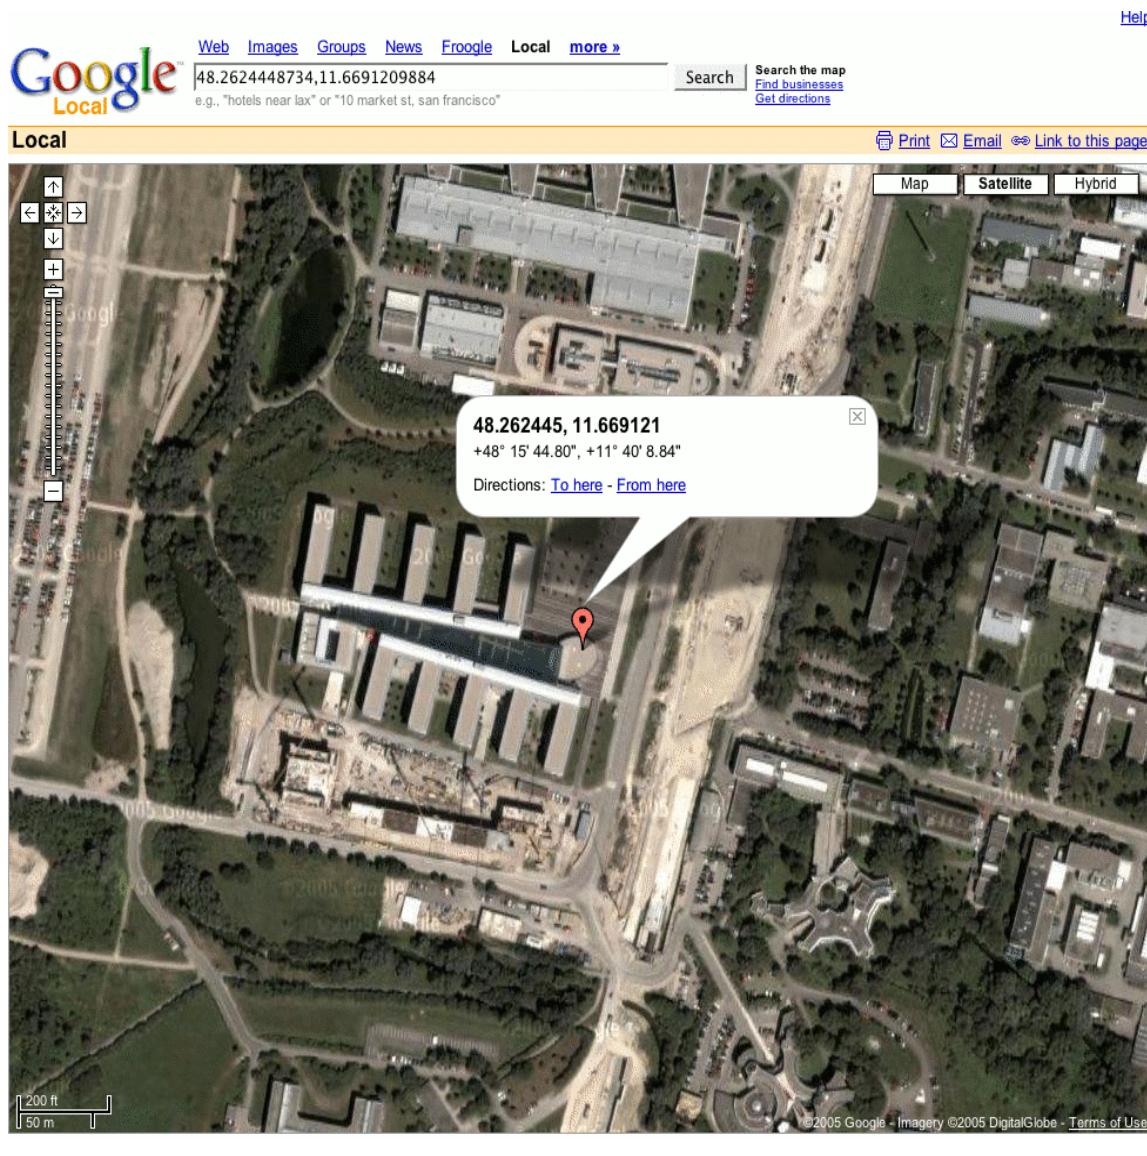 Help
Web Images Groups News Froogle Local more »
Google™
Local
48.2624448734,11.6691209884
Search
Search the map
Find businesses
Get directions
e.g., "hotels near lax" or "10 market st, san francisco"
Local
Print Email Link to this page
Map Satellite Hybrid
48.262445, 11.669121
+48° 15' 44.80", +11° 40' 8.84"
Directions: To here - From here
200 ft
50 m
©2005 Google - Imagery ©2005 DigitalGlobe - Terms of Use